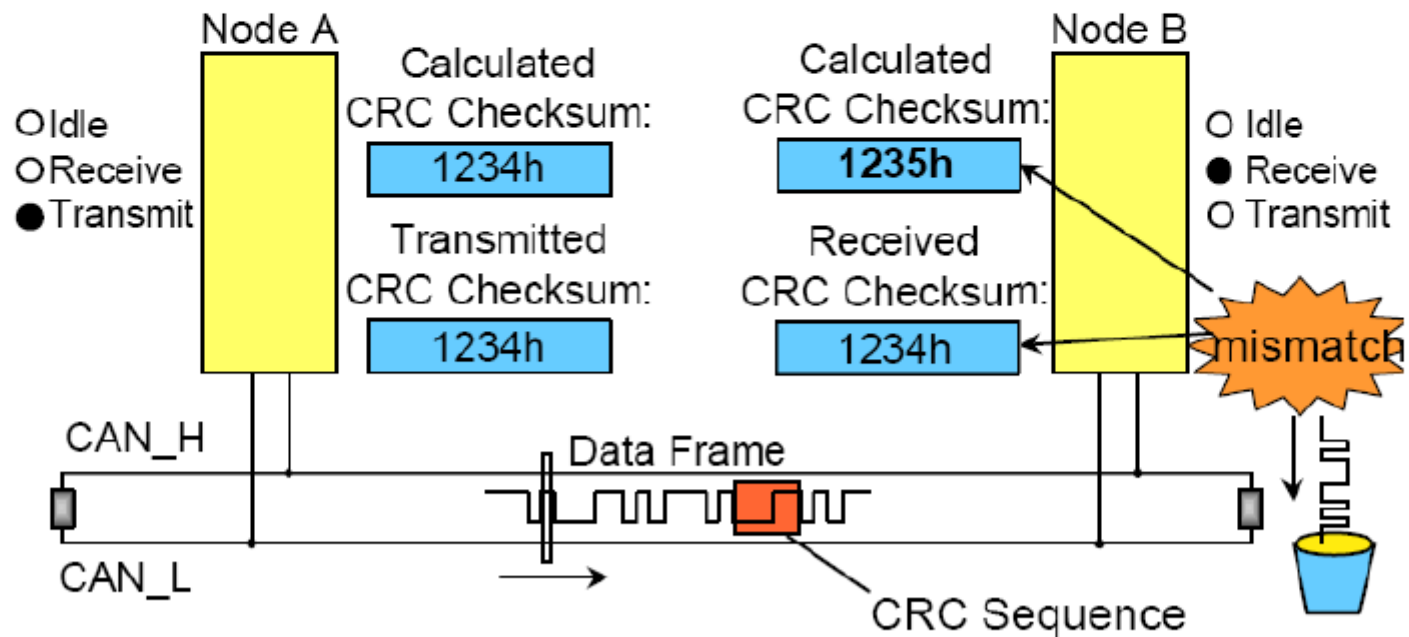 Node A
Node B
Calculated
CRC Checksum:
1234h
Calculated
CRC Checksum:
1235h
Idle
Receive
Transmit
Idle
Receive
Transmit
Transmitted
CRC Checksum:
1234h
Received
CRC Checksum:
1234h
mismatch
CAN_H
Data Frame
CAN_L
CRC Sequence